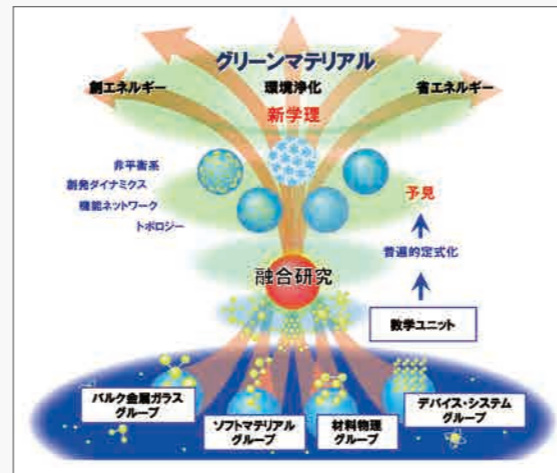 グリーンマテリアル
創エネルギー
環境浄化
省エネルギー
新学理
非平衡系
創発ダイナミクス
機能ネットワーク
トポロジー
予見
普遍的定式化
融合研究
数学ユニット
バルク金属ガラス
グループ
ソフトマテリアル
グループ
材料物理
グループ
デバイス・システム
グループ